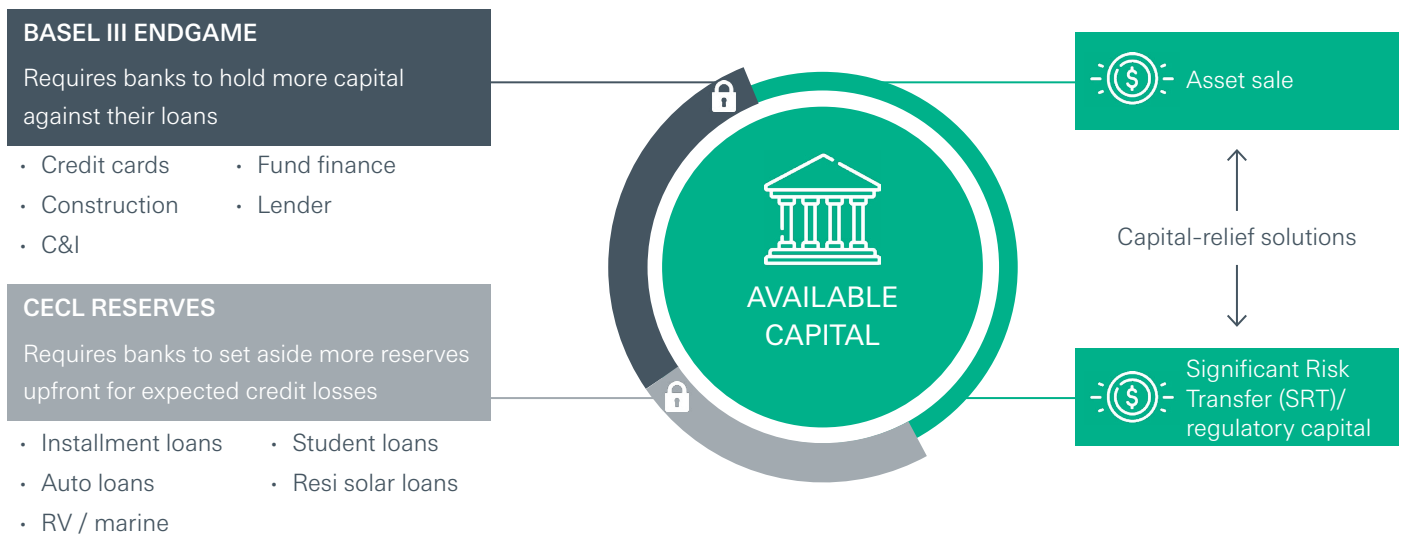 BASEL III ENDGAME
Requires banks to hold more capital
against their loans
• Credit cards
• Construction
• C&I
• Fund finance
• Lender
CECL RESERVES
Requires banks to set aside more reserves
upfront for expected credit losses
• Installment loans
• Auto loans
• RV / marine
• Student loans
• Resi solar loans
AVAILABLE
CAPITAL
$ Asset sale
Capital-relief solutions
$ Significant Risk
Transfer (SRT)/
regulatory capital